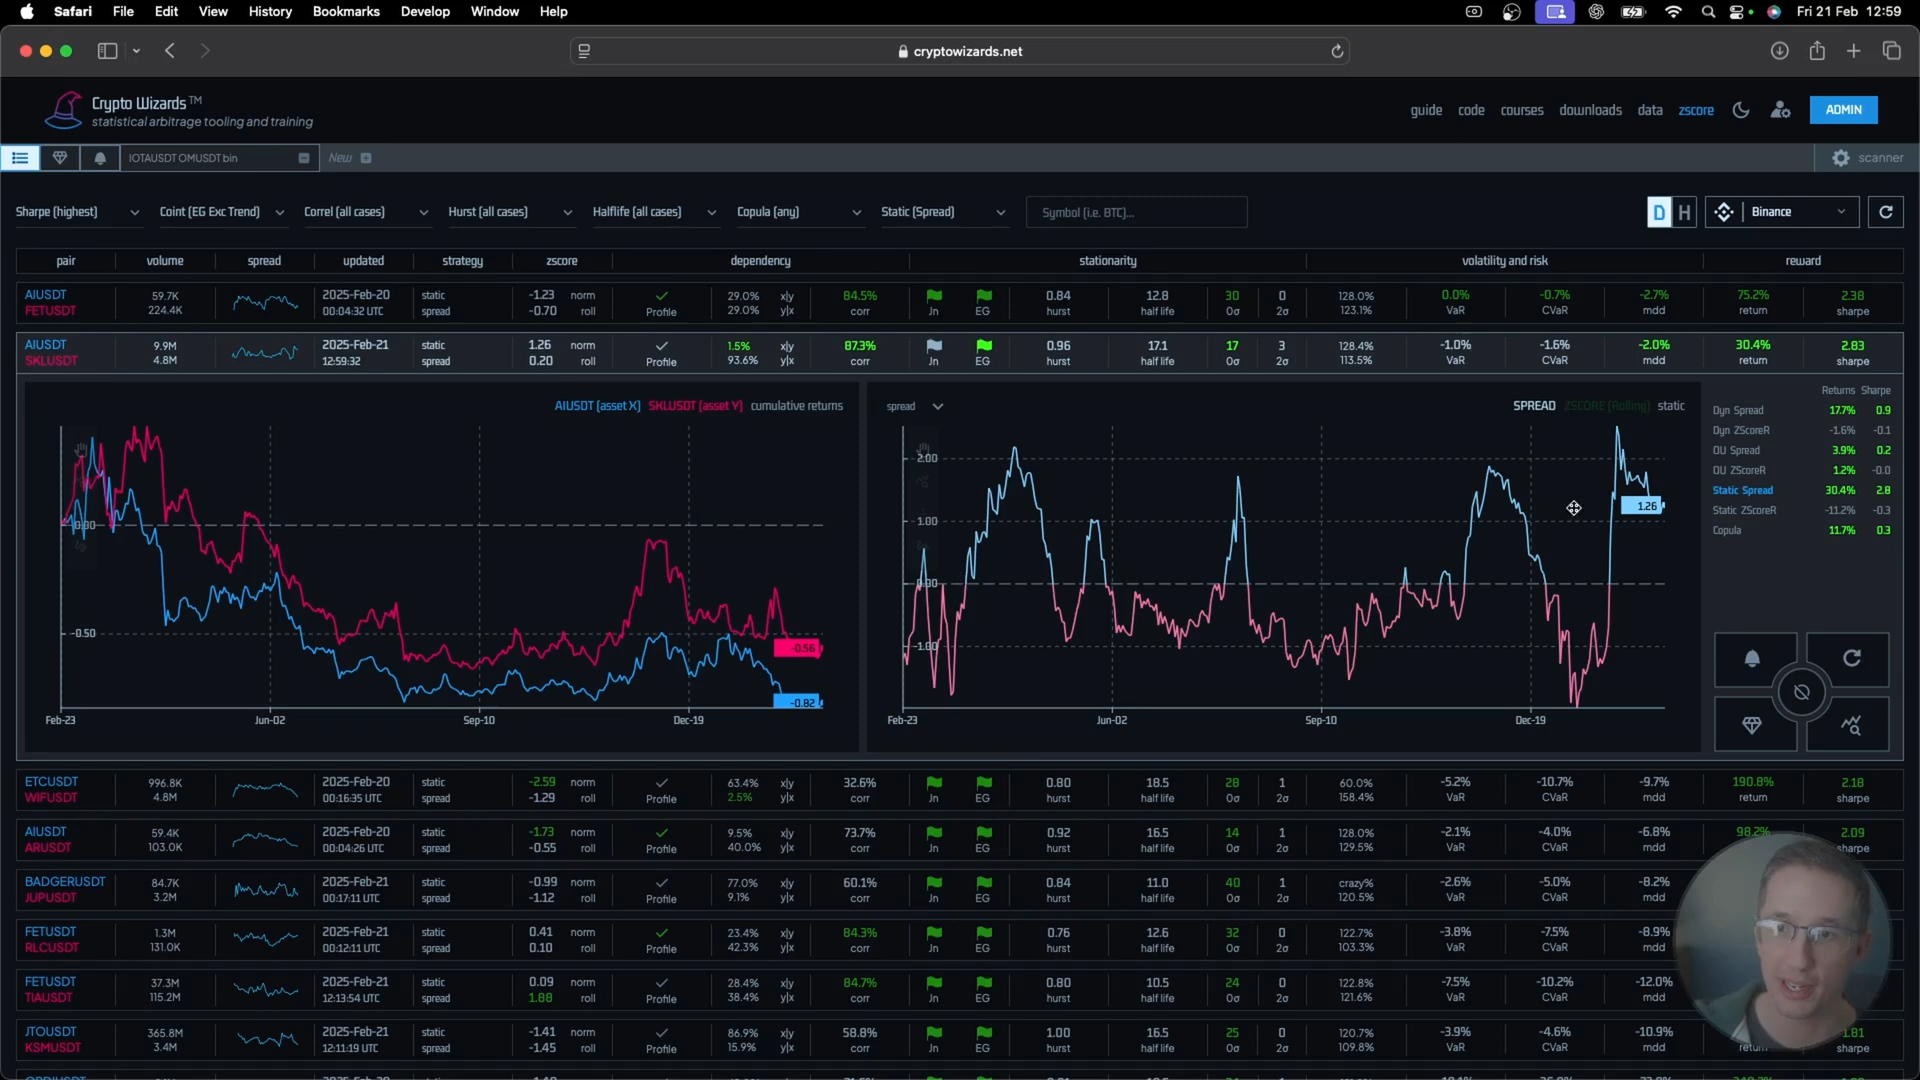 Safari File Edit View History Bookmarks Develop Window Help Fri 21 Feb 12:59
cryptowizards.net
Crypto Wizards™
statistical arbitrage tooling and training
guide code courses downloads data zscore ADMIN
IOTAUSDT OMUSDT bin New scanner
Sharpe (highest) Coint (EG Exc Trend) Correl (all cases) Hurst (all cases) Halflife (all cases) Copula (any) Static (Spread) Symbol (i.e. BTC)... D H Binance
pair volume spread updated strategy zscore dependency stationarity volatility and risk reward
AIUSDT 59.7K 2025-Feb-20 static -1.23 norm 29.0% x|y 84.5% 0.84 12.8 30 0 128.0% 0.0% -0.7% -2.7% 75.2% 2.38
FETUSDT 224.4K 00:04:32 UTC spread -0.70 roll Profile 29.0% y|x corr Jn EG hurst half life 0σ 2σ 123.1% VaR CVaR mdd return sharpe
AIUSDT 9.9M 2025-Feb-21 static 1.26 norm 1.5% x|y 87.3% 0.96 17.1 17 3 128.4% -1.0% -1.6% -2.0% 30.4% 2.83
SKLUSDT 4.8M 12:59:32 spread 0.20 roll Profile 93.6% y|x corr Jn EG hurst half life 0σ 2σ 113.5% VaR CVaR mdd return sharpe
AIUSDT (asset X) SKLUSDT (asset Y) cumulative returns
0.00
-0.50
-0.56
-0.82
Feb-23 Jun-02 Sep-10 Dec-19
spread SPREAD ZSCORE (Rolling) static
2.00
1.00
0.00
-1.00
1.26
Feb-23 Jun-02 Sep-10 Dec-19
Returns Sharpe
Dyn Spread 17.7% 0.9
Dyn ZScoreR -1.6% -0.1
OU Spread 3.9% 0.2
OU ZScoreR 1.2% -0.0
Static Spread 30.4% 2.8
Static ZScoreR -11.2% -0.3
Copula 11.7% 0.3
ETCUSDT 996.8K 2025-Feb-20 static -2.59 norm 63.4% x|y 32.6% 0.80 18.5 28 1 60.0% -5.2% -10.7% -9.7% 190.8% 2.18
WIFUSDT 4.8M 00:16:35 UTC spread -1.29 roll Profile 2.5% y|x corr Jn EG hurst half life 0σ 2σ 158.4% VaR CVaR mdd return sharpe
AIUSDT 59.4K 2025-Feb-20 static -1.73 norm 9.5% x|y 73.7% 0.92 16.5 14 1 128.0% -2.1% -4.0% -6.8% 98.2% 2.09
ARUSDT 103.0K 00:04:26 UTC spread -0.55 roll Profile 40.0% y|x corr Jn EG hurst half life 0σ 2σ 129.5% VaR CVaR mdd sharpe
BADGERUSDT 84.7K 2025-Feb-21 static -0.99 norm 77.0% x|y 60.1% 0.84 11.0 40 1 crazy% -2.6% -5.0% -8.2%
JUPUSDT 3.2M 00:17:11 UTC spread -1.12 roll Profile 9.1% y|x corr Jn EG hurst half life 0σ 2σ 120.5% VaR CVaR mdd
FETUSDT 1.3M 2025-Feb-21 static 0.41 norm 23.4% x|y 84.3% 0.76 12.6 32 0 122.7% -3.8% -7.5% -8.9%
RLCUSDT 131.0K 00:12:11 UTC spread 0.10 roll Profile 42.3% y|x corr Jn EG hurst half life 0σ 2σ 103.3% VaR CVaR mdd
FETUSDT 37.3M 2025-Feb-21 static 0.09 norm 28.4% x|y 84.7% 0.80 10.5 24 0 122.8% -7.5% -10.2% -12.0%
TIAUSDT 115.2M 12:13:54 UTC spread 1.88 roll Profile 38.4% y|x corr Jn EG hurst half life 0σ 2σ 121.6% VaR CVaR mdd
JTOUSDT 365.8M 2025-Feb-21 static -1.41 norm 86.9% x|y 58.8% 1.00 16.5 25 0 120.7% -3.9% -4.6% -10.9% 1.81
KSMUSDT 3.4M 12:11:19 UTC spread -1.45 roll Profile 15.9% y|x corr Jn EG hurst half life 0σ 2σ 109.8% VaR CVaR mdd return sharpe